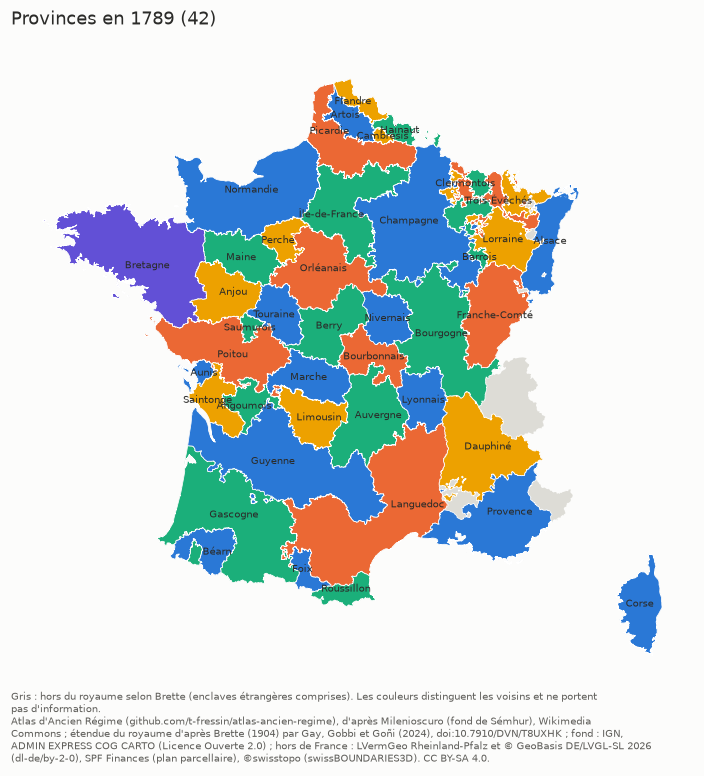 Provinces en 1789 (42)
Flandre
Artois
Hainaut
Picardie
Cambrésis
Clermontois
Normandie
Trois-Évêchés
Île-de-France
Champagne
Perche
Lorraine
Alsace
Maine
Barrois
Bretagne
Orléanais
Anjou
Touraine
Nivernais
Franche-Comté
Saumurois
Berry
Bourgogne
Poitou
Bourbonnais
Aunis
Marche
Saintonge
Angoumois
Lyonnais
Limousin
Auvergne
Dauphiné
Guyenne
Languedoc
Gascogne
Provence
Béarn
Foix
Roussillon
Corse
Gris : hors du royaume selon Brette (enclaves étrangères comprises). Les couleurs distinguent les voisins et ne portent
pas d'information.
Atlas d'Ancien Régime (github.com/t-fressin/atlas-ancien-regime), d'après Milenioscuro (fond de Sémhur), Wikimedia
Commons ; étendue du royaume d'après Brette (1904) par Gay, Gobbi et Goñi (2024), doi:10.7910/DVN/T8UXHK ; fond : IGN,
ADMIN EXPRESS COG CARTO (Licence Ouverte 2.0) ; hors de France : LVermGeo Rheinland-Pfalz et © GeoBasis DE/LVGL-SL 2026
(dl-de/by-2-0), SPF Finances (plan parcellaire), ©swisstopo (swissBOUNDARIES3D). CC BY-SA 4.0.